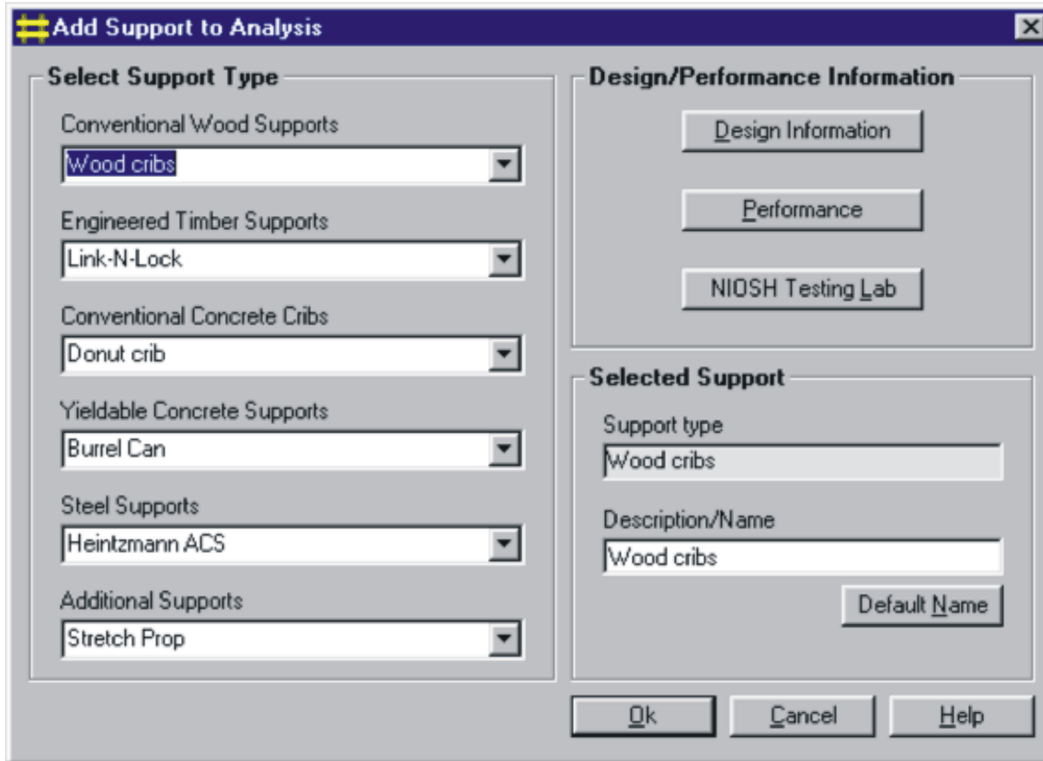 Add Support to Analysis
Select Support Type
Conventional Wood Supports
Wood cribs
Engineered Timber Supports
Link-N-Lock
Conventional Concrete Cribs
Donut crib
Yieldable Concrete Supports
Burrel Can
Steel Supports
Heintzmann ACS
Additional Supports
Stretch Prop
Design/Performance Information
Design Information
Performance
NIOSH Testing Lab
Selected Support
Support type
Wood cribs
Description/Name
Wood cribs
Default Name
Ok Cancel Help